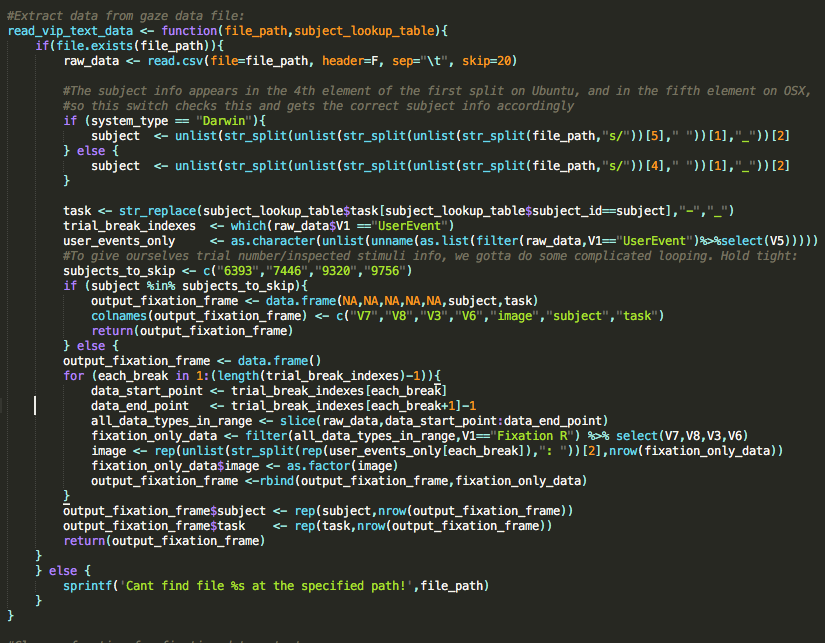 #Extract data from gaze data file:
read_vip_text_data <- function(file_path,subject_lookup_table){
    if(file.exists(file_path)){
        raw_data <- read.csv(file=file_path, header=F, sep="\t", skip=20)

        #The subject info appears in the 4th element of the first split on Ubuntu, and in the fifth element on OSX,
        #so this switch checks this and gets the correct subject info accordingly
        if (system_type == "Darwin"){
            subject  <- unlist(str_split(unlist(str_split(unlist(str_split(file_path,"s/"))[5]," "))[1],"_"))[2]
        } else {
            subject  <- unlist(str_split(unlist(str_split(unlist(str_split(file_path,"s/"))[4]," "))[1],"_"))[2]
        }

        task <- str_replace(subject_lookup_table$task[subject_lookup_table$subject_id==subject],"-","_")
        trial_break_indexes  <- which(raw_data$V1 =="UserEvent")
        user_events_only     <- as.character(unlist(unname(as.list(filter(raw_data,V1=="UserEvent")%>%select(V5)))))
        #To give ourselves trial number/inspected stimuli info, we gotta do some complicated looping. Hold tight:
        subjects_to_skip <- c("6393","7446","9320","9756")
        if (subject %in% subjects_to_skip){
            output_fixation_frame <- data.frame(NA,NA,NA,NA,NA,subject,task)
            colnames(output_fixation_frame) <- c("V7","V8","V3","V6","image","subject","task")
            return(output_fixation_frame)
        } else {
        output_fixation_frame <- data.frame()
        for (each_break in 1:(length(trial_break_indexes)-1)){
            data_start_point <- trial_break_indexes[each_break]
            data_end_point   <- trial_break_indexes[each_break+1]-1
            all_data_types_in_range <- slice(raw_data,data_start_point:data_end_point)
            fixation_only_data <- filter(all_data_types_in_range,V1=="Fixation R") %>% select(V7,V8,V3,V6)
            image <- rep(unlist(str_split(rep(user_events_only[each_break]),": "))[2],nrow(fixation_only_data))
            fixation_only_data$image <- as.factor(image)
            output_fixation_frame <-rbind(output_fixation_frame,fixation_only_data)
        }
        output_fixation_frame$subject <- rep(subject,nrow(output_fixation_frame))
        output_fixation_frame$task    <- rep(task,nrow(output_fixation_frame))
        return(output_fixation_frame)
    }
    } else {
        sprintf('Cant find file %s at the specified path!',file_path)
    }
}